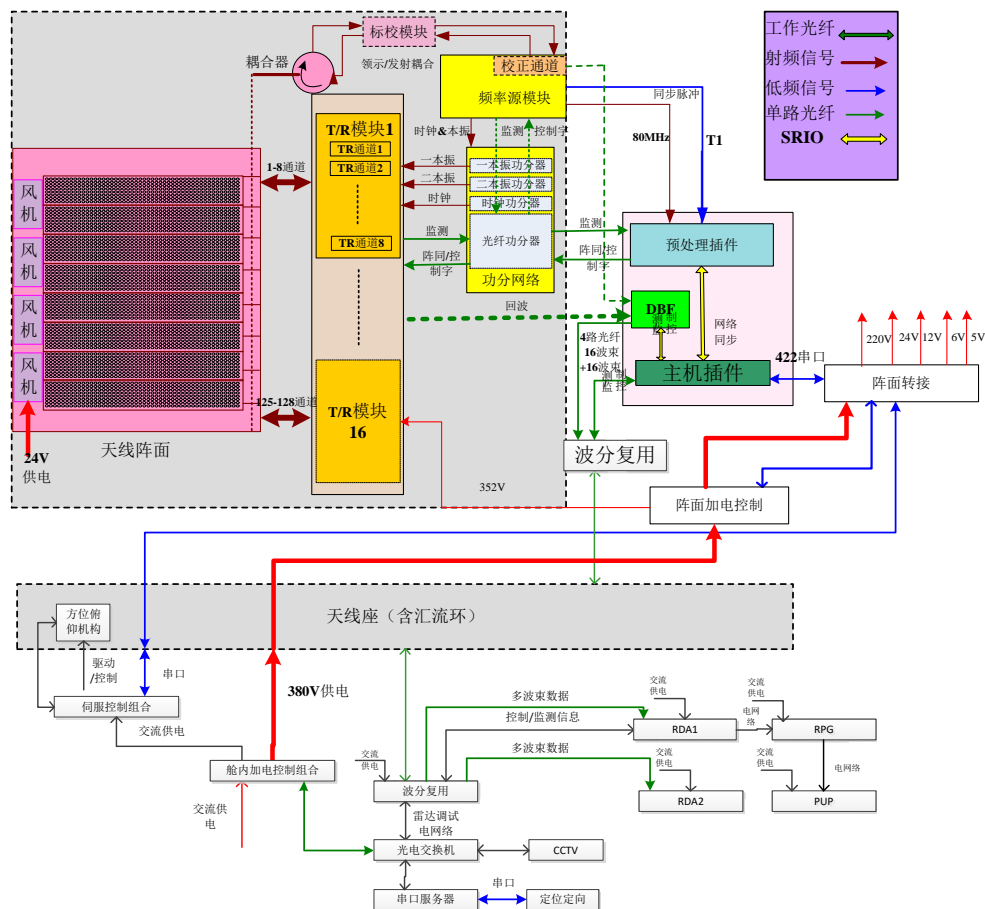 标校模块
耦合器
领示/发射耦合
校正通道
频率源模块
同步脉冲
80MHz
T1
工作光纤
射频信号
低频信号
单路光纤
SRIO
T/R模块1
TR通道1
TR通道2
TR通道8
时钟&本振
监测
控制字
一本振
二本振
时钟
一本振功分器
二本振功分器
时钟功分器
光纤功分器
功分网络
监测
阵同/控
制字
监测
阵同/控
制字
1-8通道
风机
风机
风机
风机
24V
供电
天线阵面
125-128通道
T/R模块
16
回波
352V
预处理插件
DBF
网络
同步
主机插件
4路光纤
16波束
+16波束
422串口
220V
24V
12V
6V
5V
阵面转接
波分复用
阵面加电控制
天线座（含汇流环）
方位俯
仰机构
驱动
/控制
串口
伺服控制组合
交流供电
380V供电
舱内加电控制组合
交流供
电
交流
供电
波分复用
多波束数据
控制/监测信息
多波束数据
交流
供电
RDA1
电网
络
交流
供电
RPG
交流
供电
RDA2
交流
供电
电网络
PUP
雷达调试
电网络
光电交换机
CCTV
串口服务器
串口
定位定向